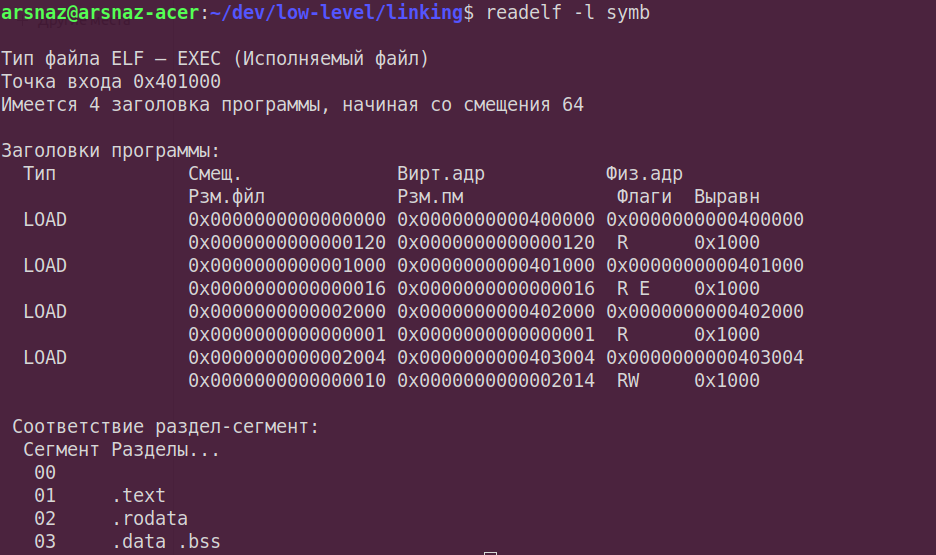 arsnaz@arsnaz-acer:~/dev/low-level/linking$ readelf -l symb
Тип файла ELF — EXEC (Исполняемый файл)
Точка входа 0x401000
Имеется 4 заголовка программы, начиная со смещения 64
Заголовки программы:
Тип Смещ. Вирт.адр Физ.адр
Рзм.фйл Рзм.пм Флаги Выравн
LOAD 0x0000000000000000 0x0000000000400000 0x0000000000400000
0x0000000000000120 0x0000000000000120 R 0x1000
LOAD 0x0000000000001000 0x0000000000401000 0x0000000000401000
0x0000000000000016 0x0000000000000016 R E 0x1000
LOAD 0x0000000000002000 0x0000000000402000 0x0000000000402000
0x0000000000000001 0x0000000000000001 R 0x1000
LOAD 0x0000000000002004 0x0000000000403004 0x0000000000403004
0x0000000000000010 0x0000000000002014 RW 0x1000
Соответствие раздел-сегмент:
Сегмент Разделы...
00
01 .text
02 .rodata
03 .data .bss